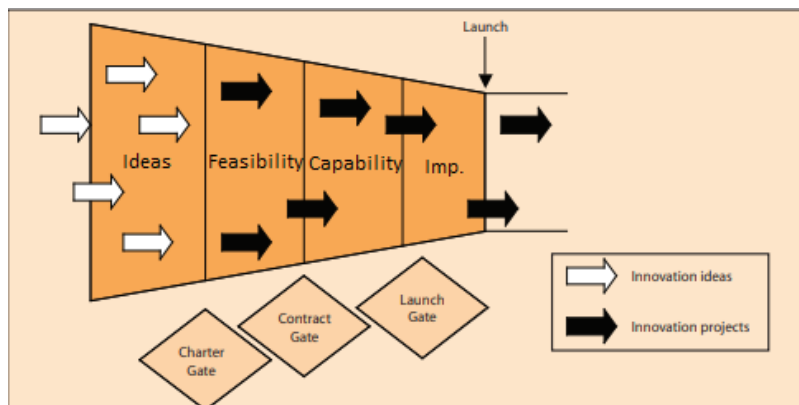 Launch
Ideas
Feasibility
Capability
Imp.
Charter
Gate
Contract
Gate
Launch
Gate
Innovation ideas
Innovation projects